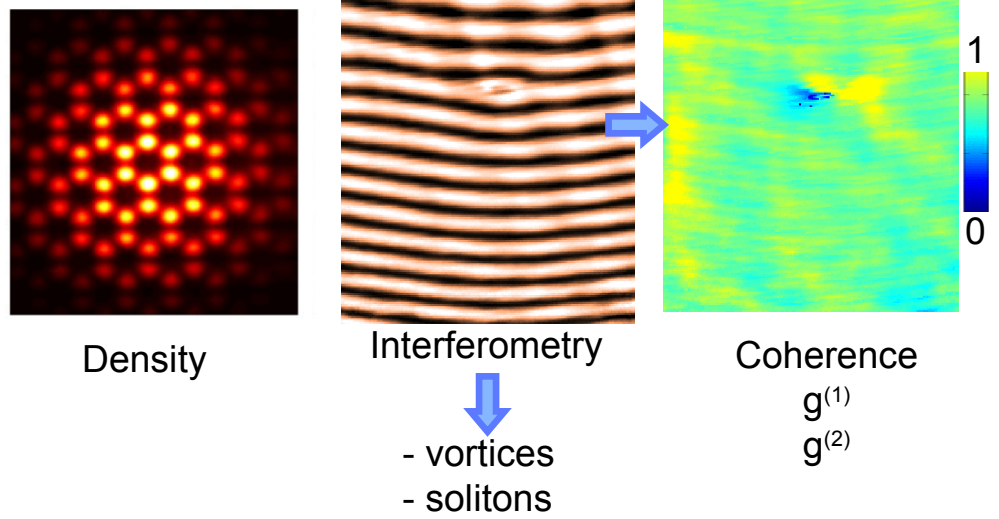 1
0
Density
Interferometry
Coherence
g⁽¹⁾
g⁽²⁾
- vortices
- solitons